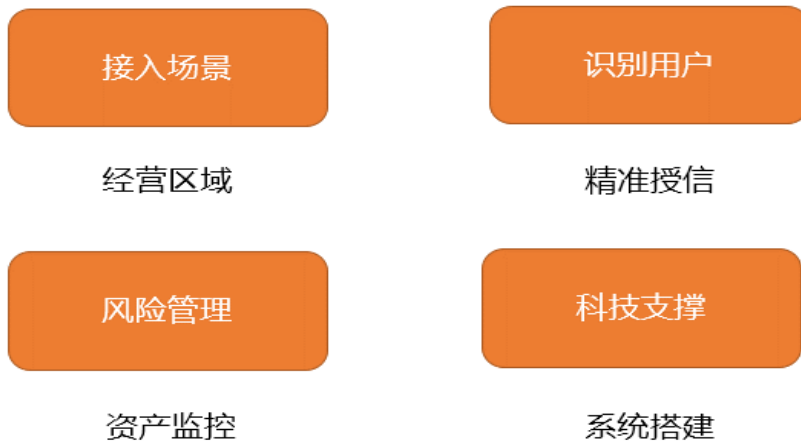 接入场景
识别用户
经营区域
精准授信
风险管理
科技支撑
资产监控
系统搭建